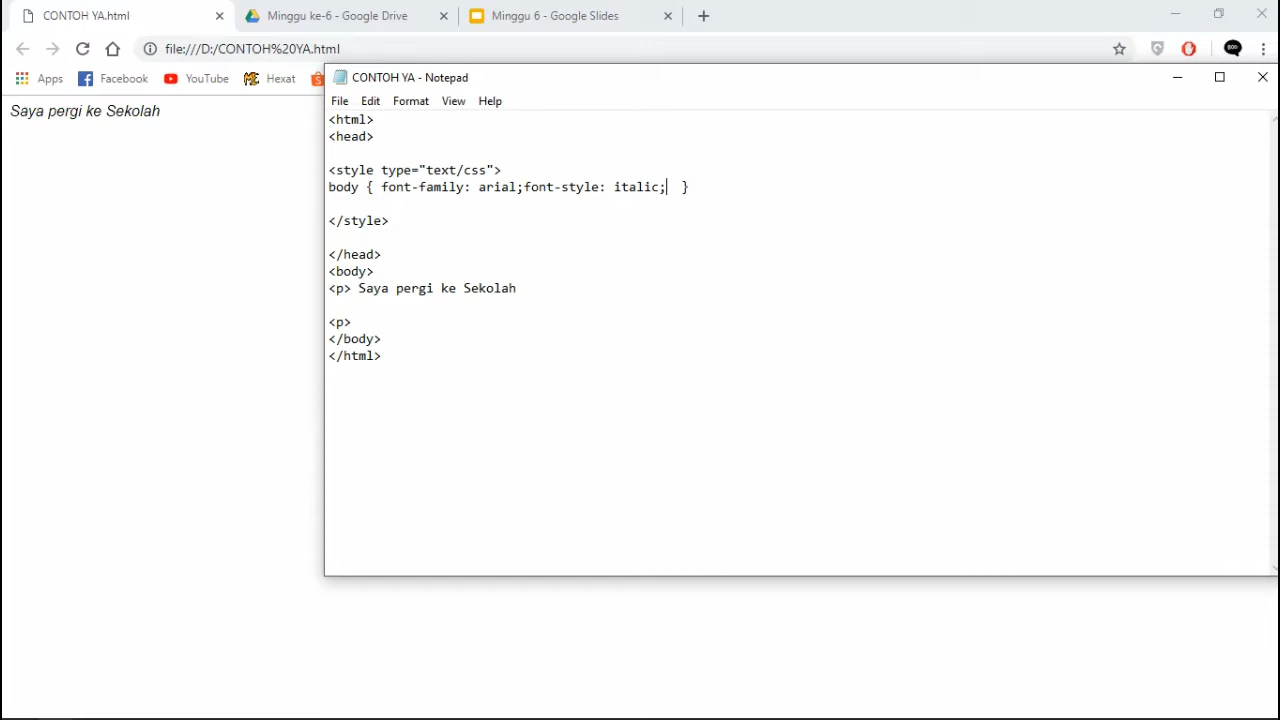 CONTOH YA.html
Minggu ke-6 - Google Drive
Minggu 6 - Google Slides
file:///D:/CONTOH%20YA.html
Apps
Facebook
YouTube
Hexat
Saya pergi ke Sekolah
CONTOH YA - Notepad
File Edit Format View Help
<html>
<head>
<style type="text/css">
body { font-family: arial;font-style: italic;  }
</style>
</head>
<body>
<p> Saya pergi ke Sekolah
<p>
</body>
</html>